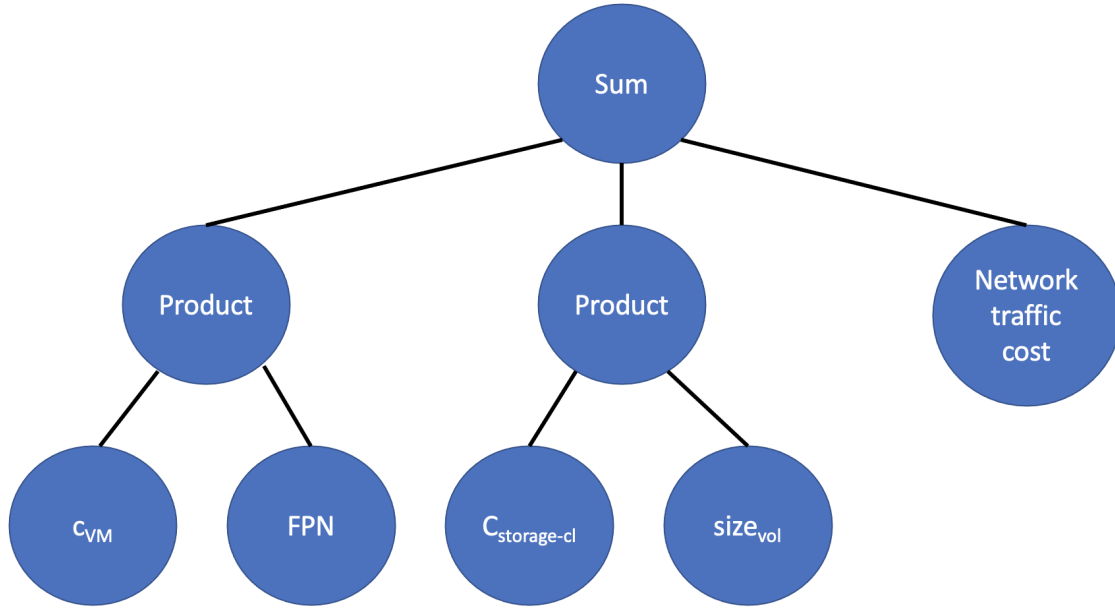 Sum
Product
Product
Network
traffic
cost
cVM
FPN
Cstorage-cl
sizevol